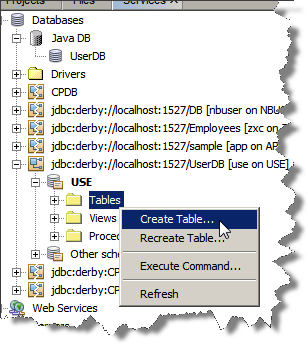 Files
Services
Databases
Java DB
UserDB
Drivers
CPDB
jdbc:derby://localhost:1527/DB [nbuser on NBU
jdbc:derby://localhost:1527/Employees [zxc on
jdbc:derby://localhost:1527/sample [app on AP
jdbc:derby://localhost:1527/UserDB [use on USE]
USE
Tables
Views
Proced
Other sche
jdbc:derby:CP
jdbc:derby:CP
Web Services
Create Table...
Recreate Table...
Execute Command...
Refresh